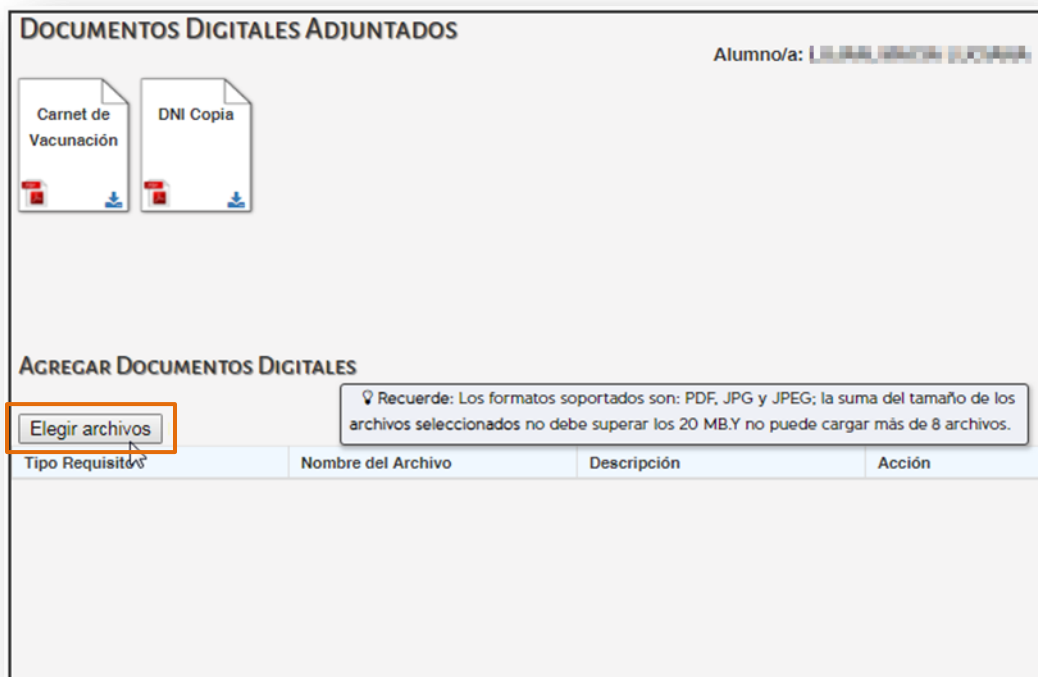 DOCUMENTOS DIGITALES ADJUNTADOS
Alumno/a:
Carnet de
Vacunación
DNI Copia
AGREGAR DOCUMENTOS DIGITALES
Recuerde: Los formatos soportados son: PDF, JPG y JPEG; la suma del tamaño de los
archivos seleccionados no debe superar los 20 MB.Y no puede cargar más de 8 archivos.
Elegir archivos
Tipo Requisito
Nombre del Archivo
Descripción
Acción